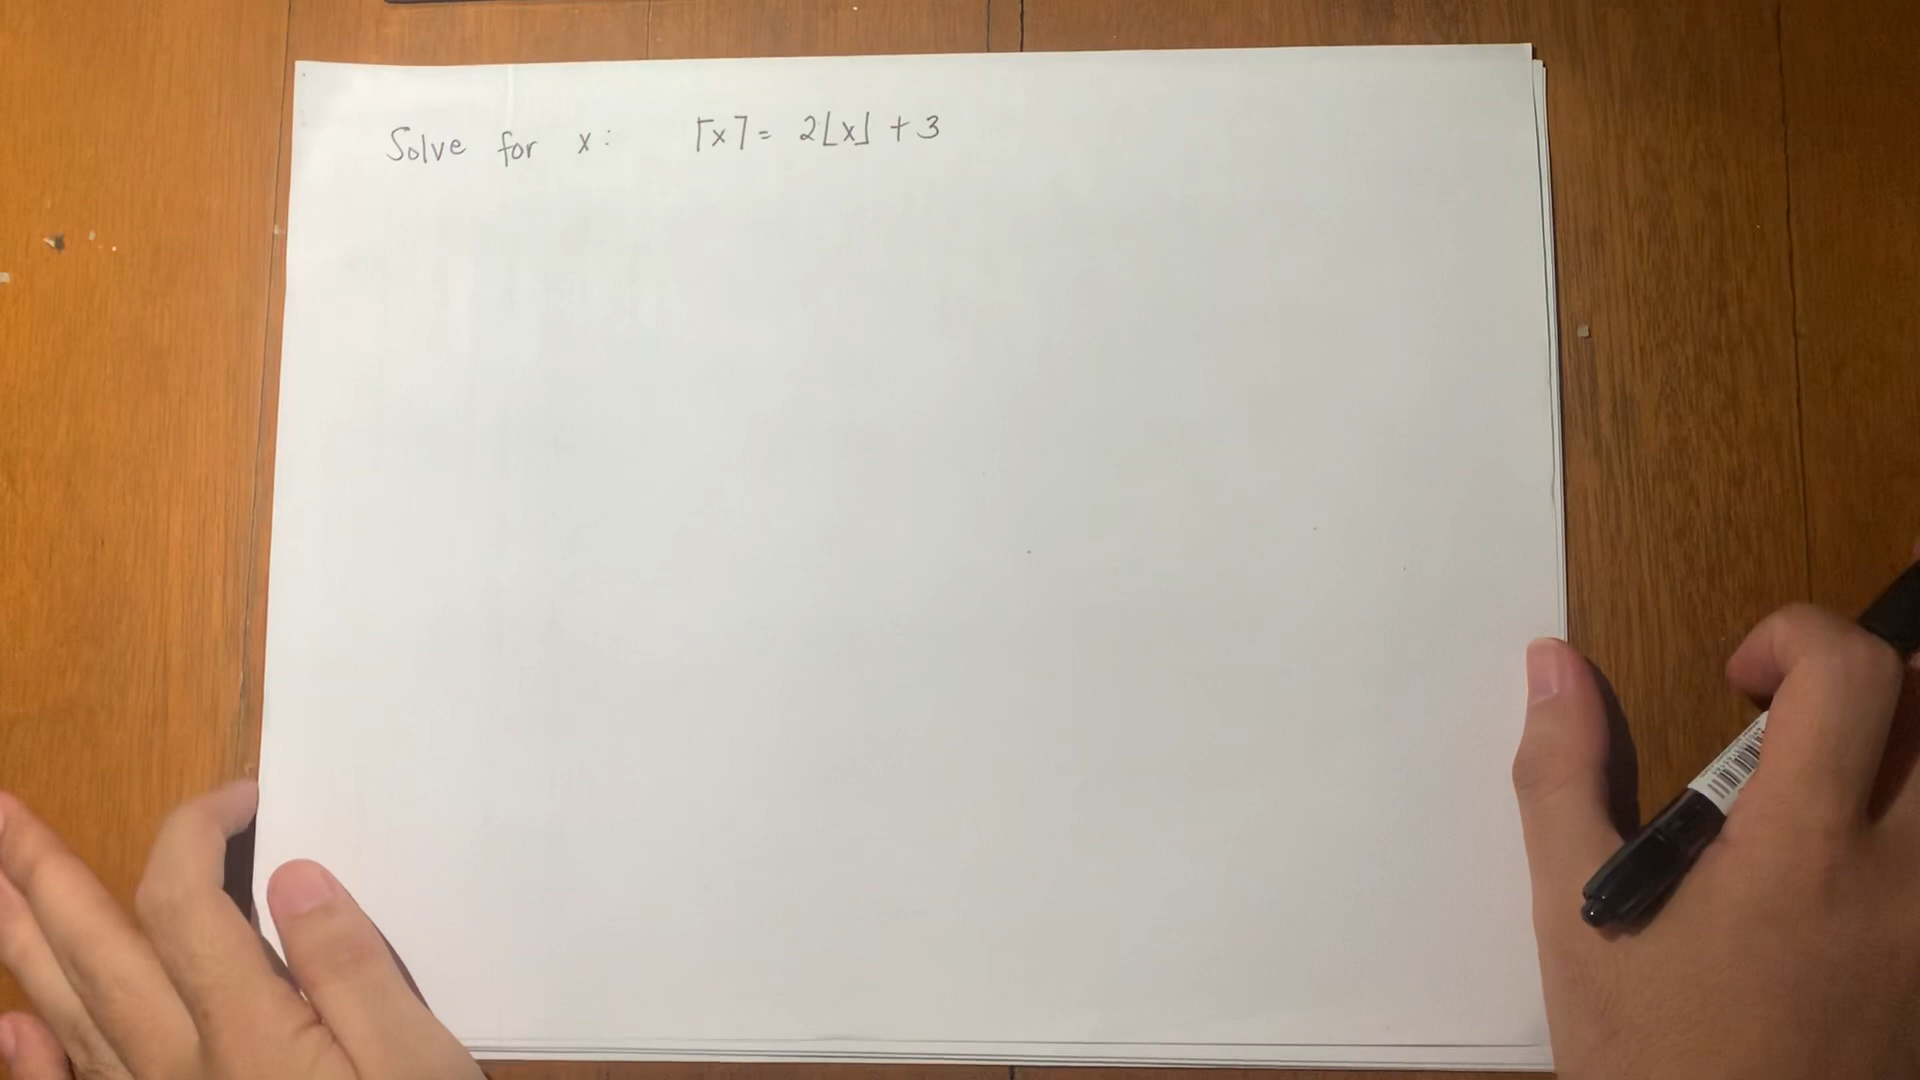 Solve for x: ⌈x⌉ = 2⌊x⌋ + 3